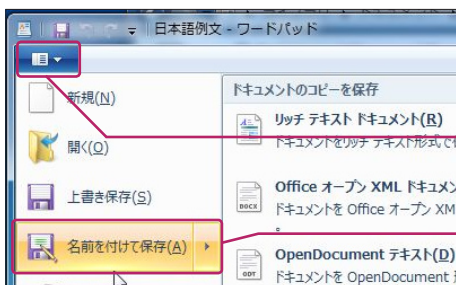 日本語例文 - ワードパッド
新規(N)
開く(O)
上書き保存(S)
名前を付けて保存(A)
ドキュメントのコピーを保存
リッチ テキスト ドキュメント(R)
ドキュメントをリッチ テキスト形式で
Office オープン XML ドキュメン
DOCX
ドキュメントを Office オープン XM
。
OpenDocument テキスト(D)
ODT
ドキュメントを OpenDocument